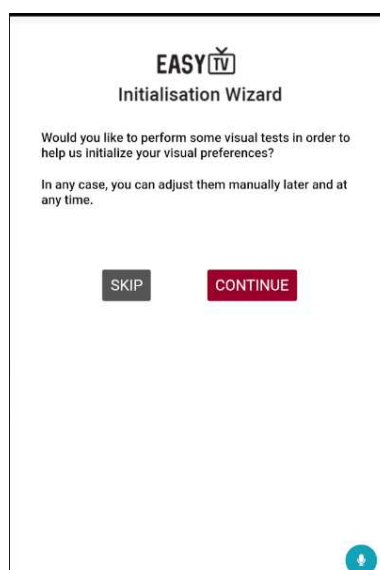 EASY TV
Initialisation Wizard
Would you like to perform some visual tests in order to
help us initialize your visual preferences?
In any case, you can adjust them manually later and at
any time.
SKIP CONTINUE